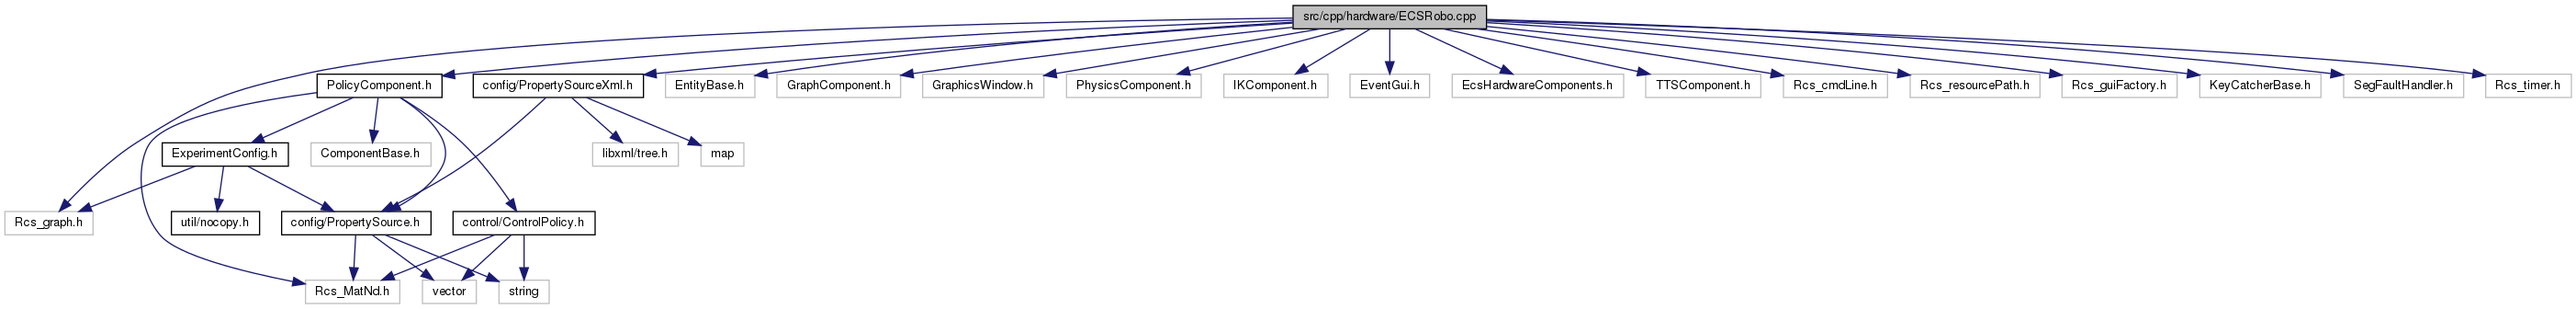 src/cpp/hardware/ECSRobo.cpp
PolicyComponent.h
config/PropertySourceXml.h
EntityBase.h
GraphComponent.h
GraphicsWindow.h
PhysicsComponent.h
IKComponent.h
EventGui.h
EcsHardwareComponents.h
TTSComponent.h
Rcs_cmdLine.h
Rcs_resourcePath.h
Rcs_guiFactory.h
KeyCatcherBase.h
SegFaultHandler.h
Rcs_timer.h
ExperimentConfig.h
ComponentBase.h
libxml/tree.h
map
Rcs_graph.h
util/nocopy.h
config/PropertySource.h
control/ControlPolicy.h
Rcs_MatNd.h
vector
string